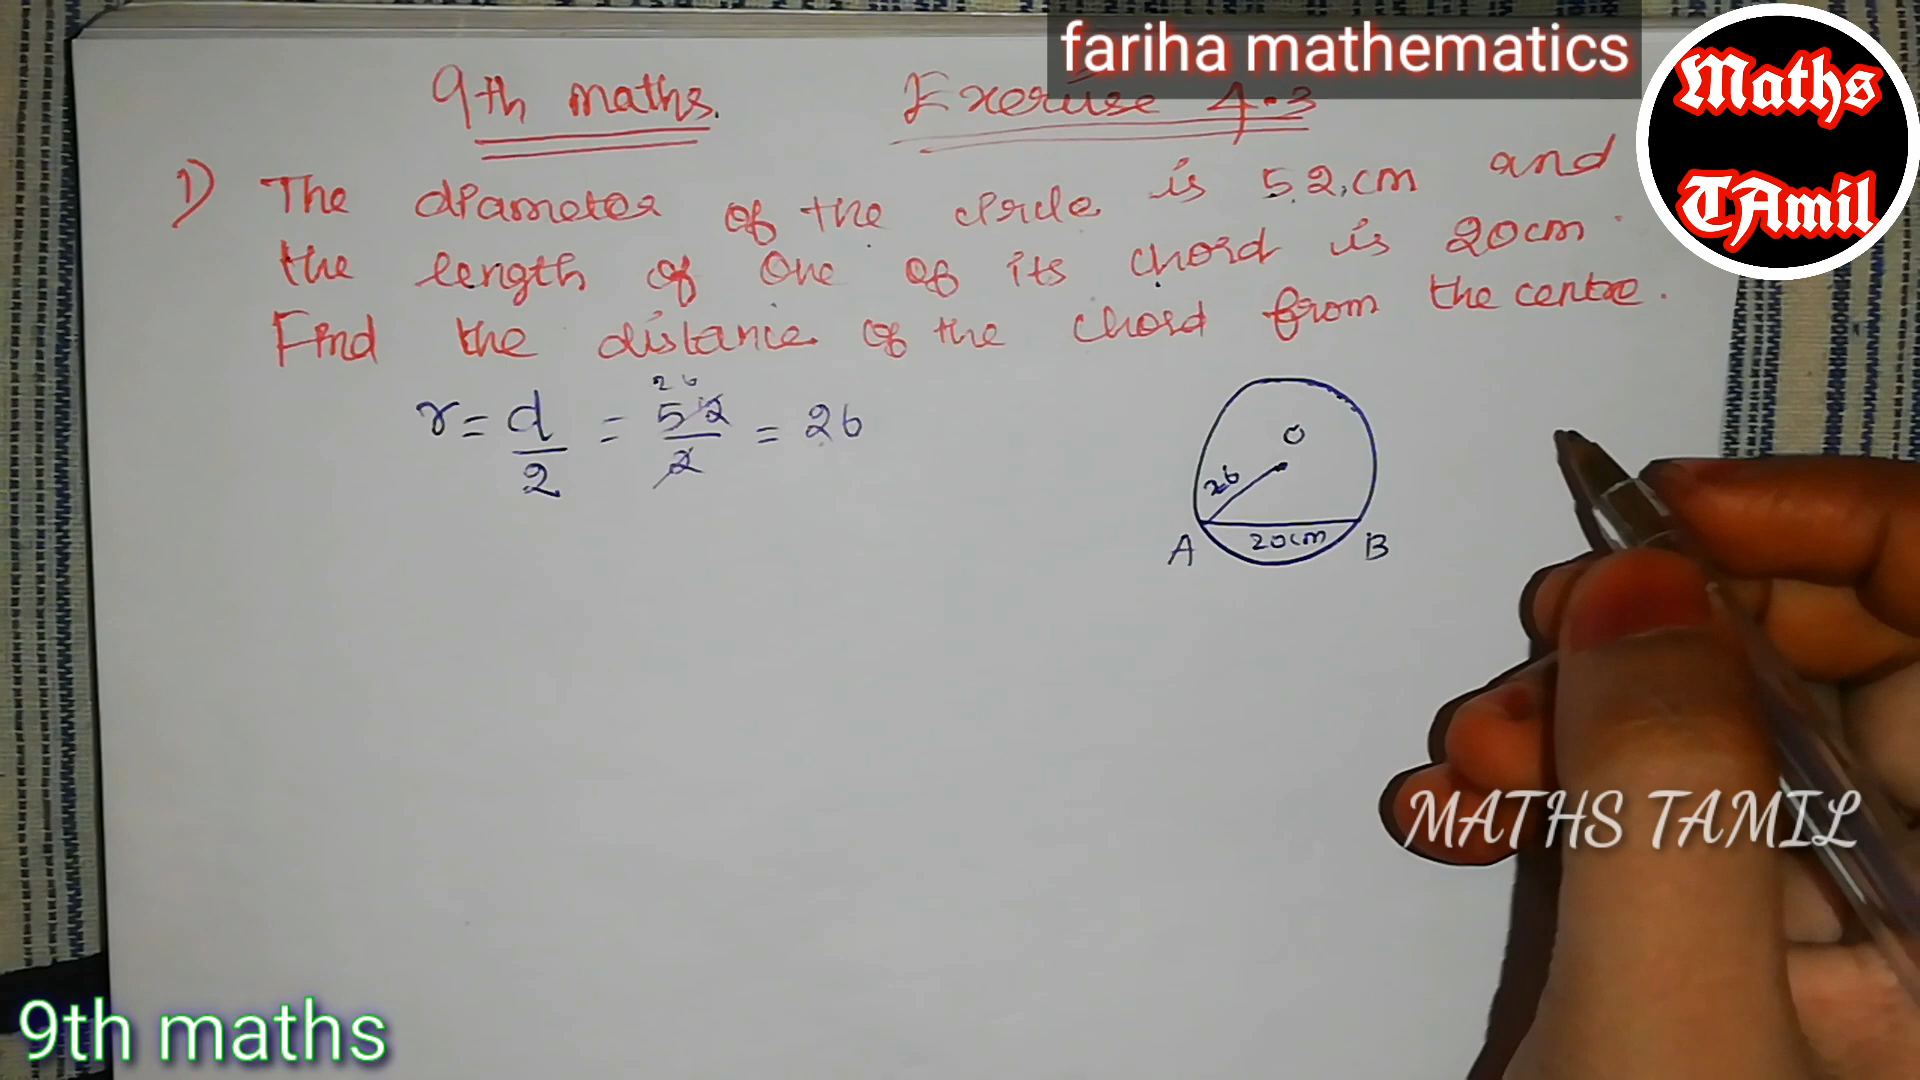 fariha mathematics
Maths
TAmil
9th maths.
Exercise 4.3
1) The diameter of the circle is 52cm and
the length of one of its chord is 20cm.
Find the distance of the chord from the centre.
r = d/2 = 52/2 = 26
26
O
26
A
20cm
B
MATHS TAMIL
9th maths